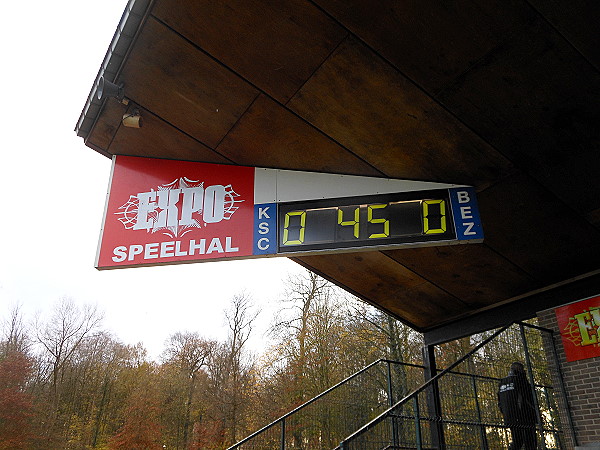 EXPO
SPEELHAL
KSC
0 45 0
BEZ